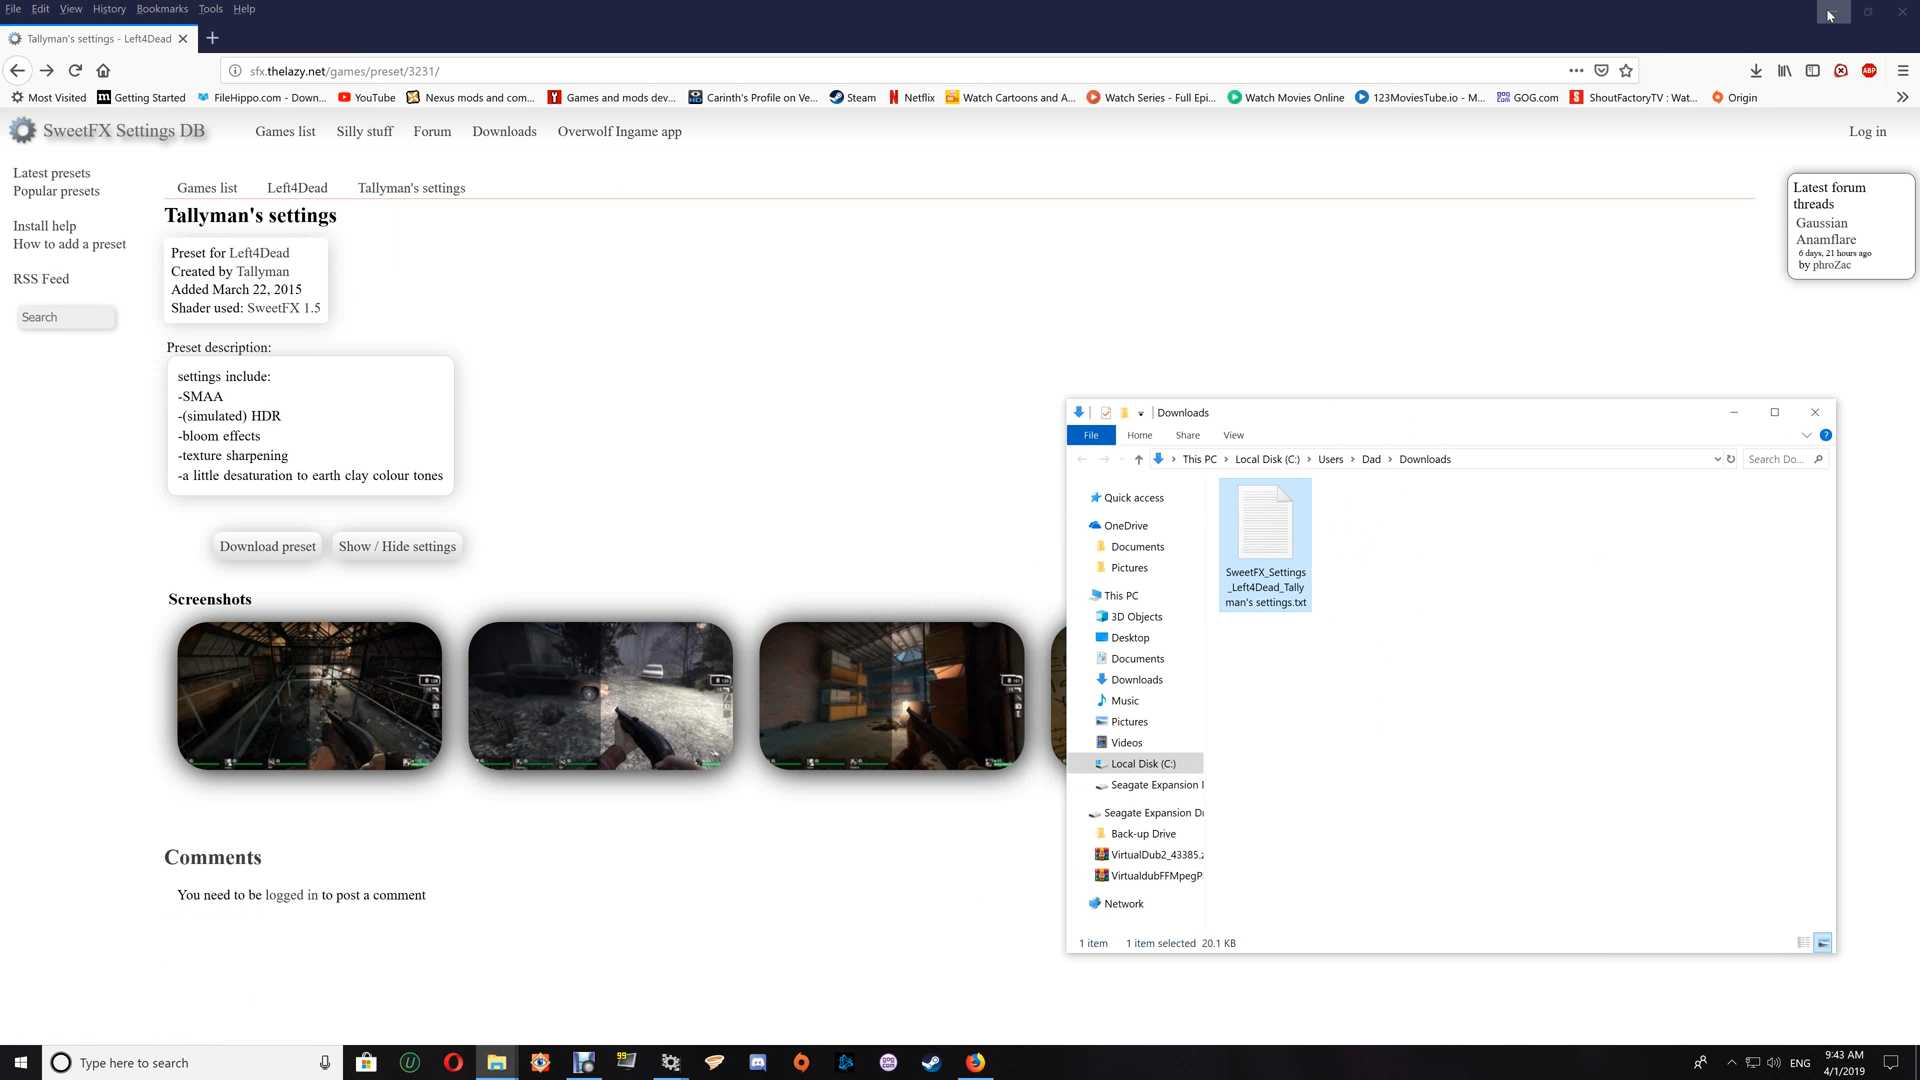 File Edit View History Bookmarks Tools Help
Tallyman's settings - Left4Dead
sfx.thelazy.net/games/preset/3231/
Most Visited Getting Started FileHippo.com - Down... YouTube Nexus mods and com... Games and mods dev... Carinth's Profile on Ve... Steam Netflix Watch Cartoons and A... Watch Series - Full Epi... Watch Movies Online 123MoviesTube.io - M... GOG.com ShoutFactoryTV : Wat... Origin
SweetFX Settings DB Games list Silly stuff Forum Downloads Overwolf Ingame app Log in
Latest presets
Popular presets
Install help
How to add a preset
RSS Feed
Search
Games list Left4Dead Tallyman's settings
Tallyman's settings
Preset for Left4Dead
Created by Tallyman
Added March 22, 2015
Shader used: SweetFX 1.5
Preset description:
settings include:
-SMAA
-(simulated) HDR
-bloom effects
-texture sharpening
-a little desaturation to earth clay colour tones
Download preset Show / Hide settings
Screenshots
Comments
You need to be logged in to post a comment
Latest forum
threads
Gaussian
Anamflare
6 days, 21 hours ago
by phroZac
Downloads
File Home Share View
This PC Local Disk (C:) Users Dad Downloads Search Do...
Quick access
OneDrive
Documents
Pictures
This PC
3D Objects
Desktop
Documents
Downloads
Music
Pictures
Videos
Local Disk (C:)
Seagate Expansion
Seagate Expansion Dr
Back-up Drive
VirtualDub2_43385.z
VirtualdubFFMpegP
Network
SweetFX_Settings
_Left4Dead_Tally
man's settings.txt
1 item 1 item selected 20.1 KB
Type here to search
ENG
9:43 AM
4/1/2019